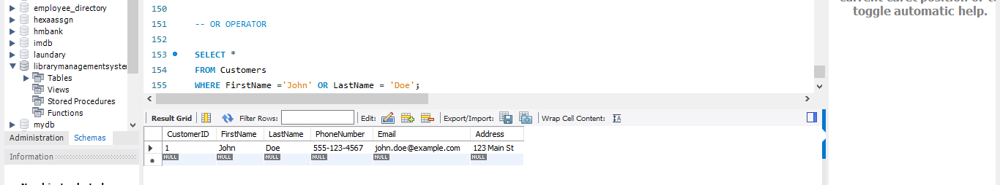 employee_directory
hexaassgn
hmbank
imdb
laundary
librarymanagementsyste
Tables
Views
Stored Procedures
Functions
mydb
Administration Schemas
Information
150
151 -- OR OPERATOR
152
153 SELECT *
154 FROM Customers
155 WHERE FirstName ='John' OR LastName = 'Doe';
Result Grid Filter Rows: Edit: Export/Import: Wrap Cell Content:
CustomerID FirstName LastName PhoneNumber Email Address
1 John Doe 555-123-4567 john.doe@example.com 123 Main St
NULL NULL NULL NULL NULL NULL
toggle automatic help.